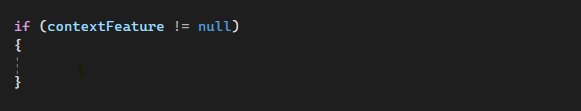 if (contextFeature != null)
{
}